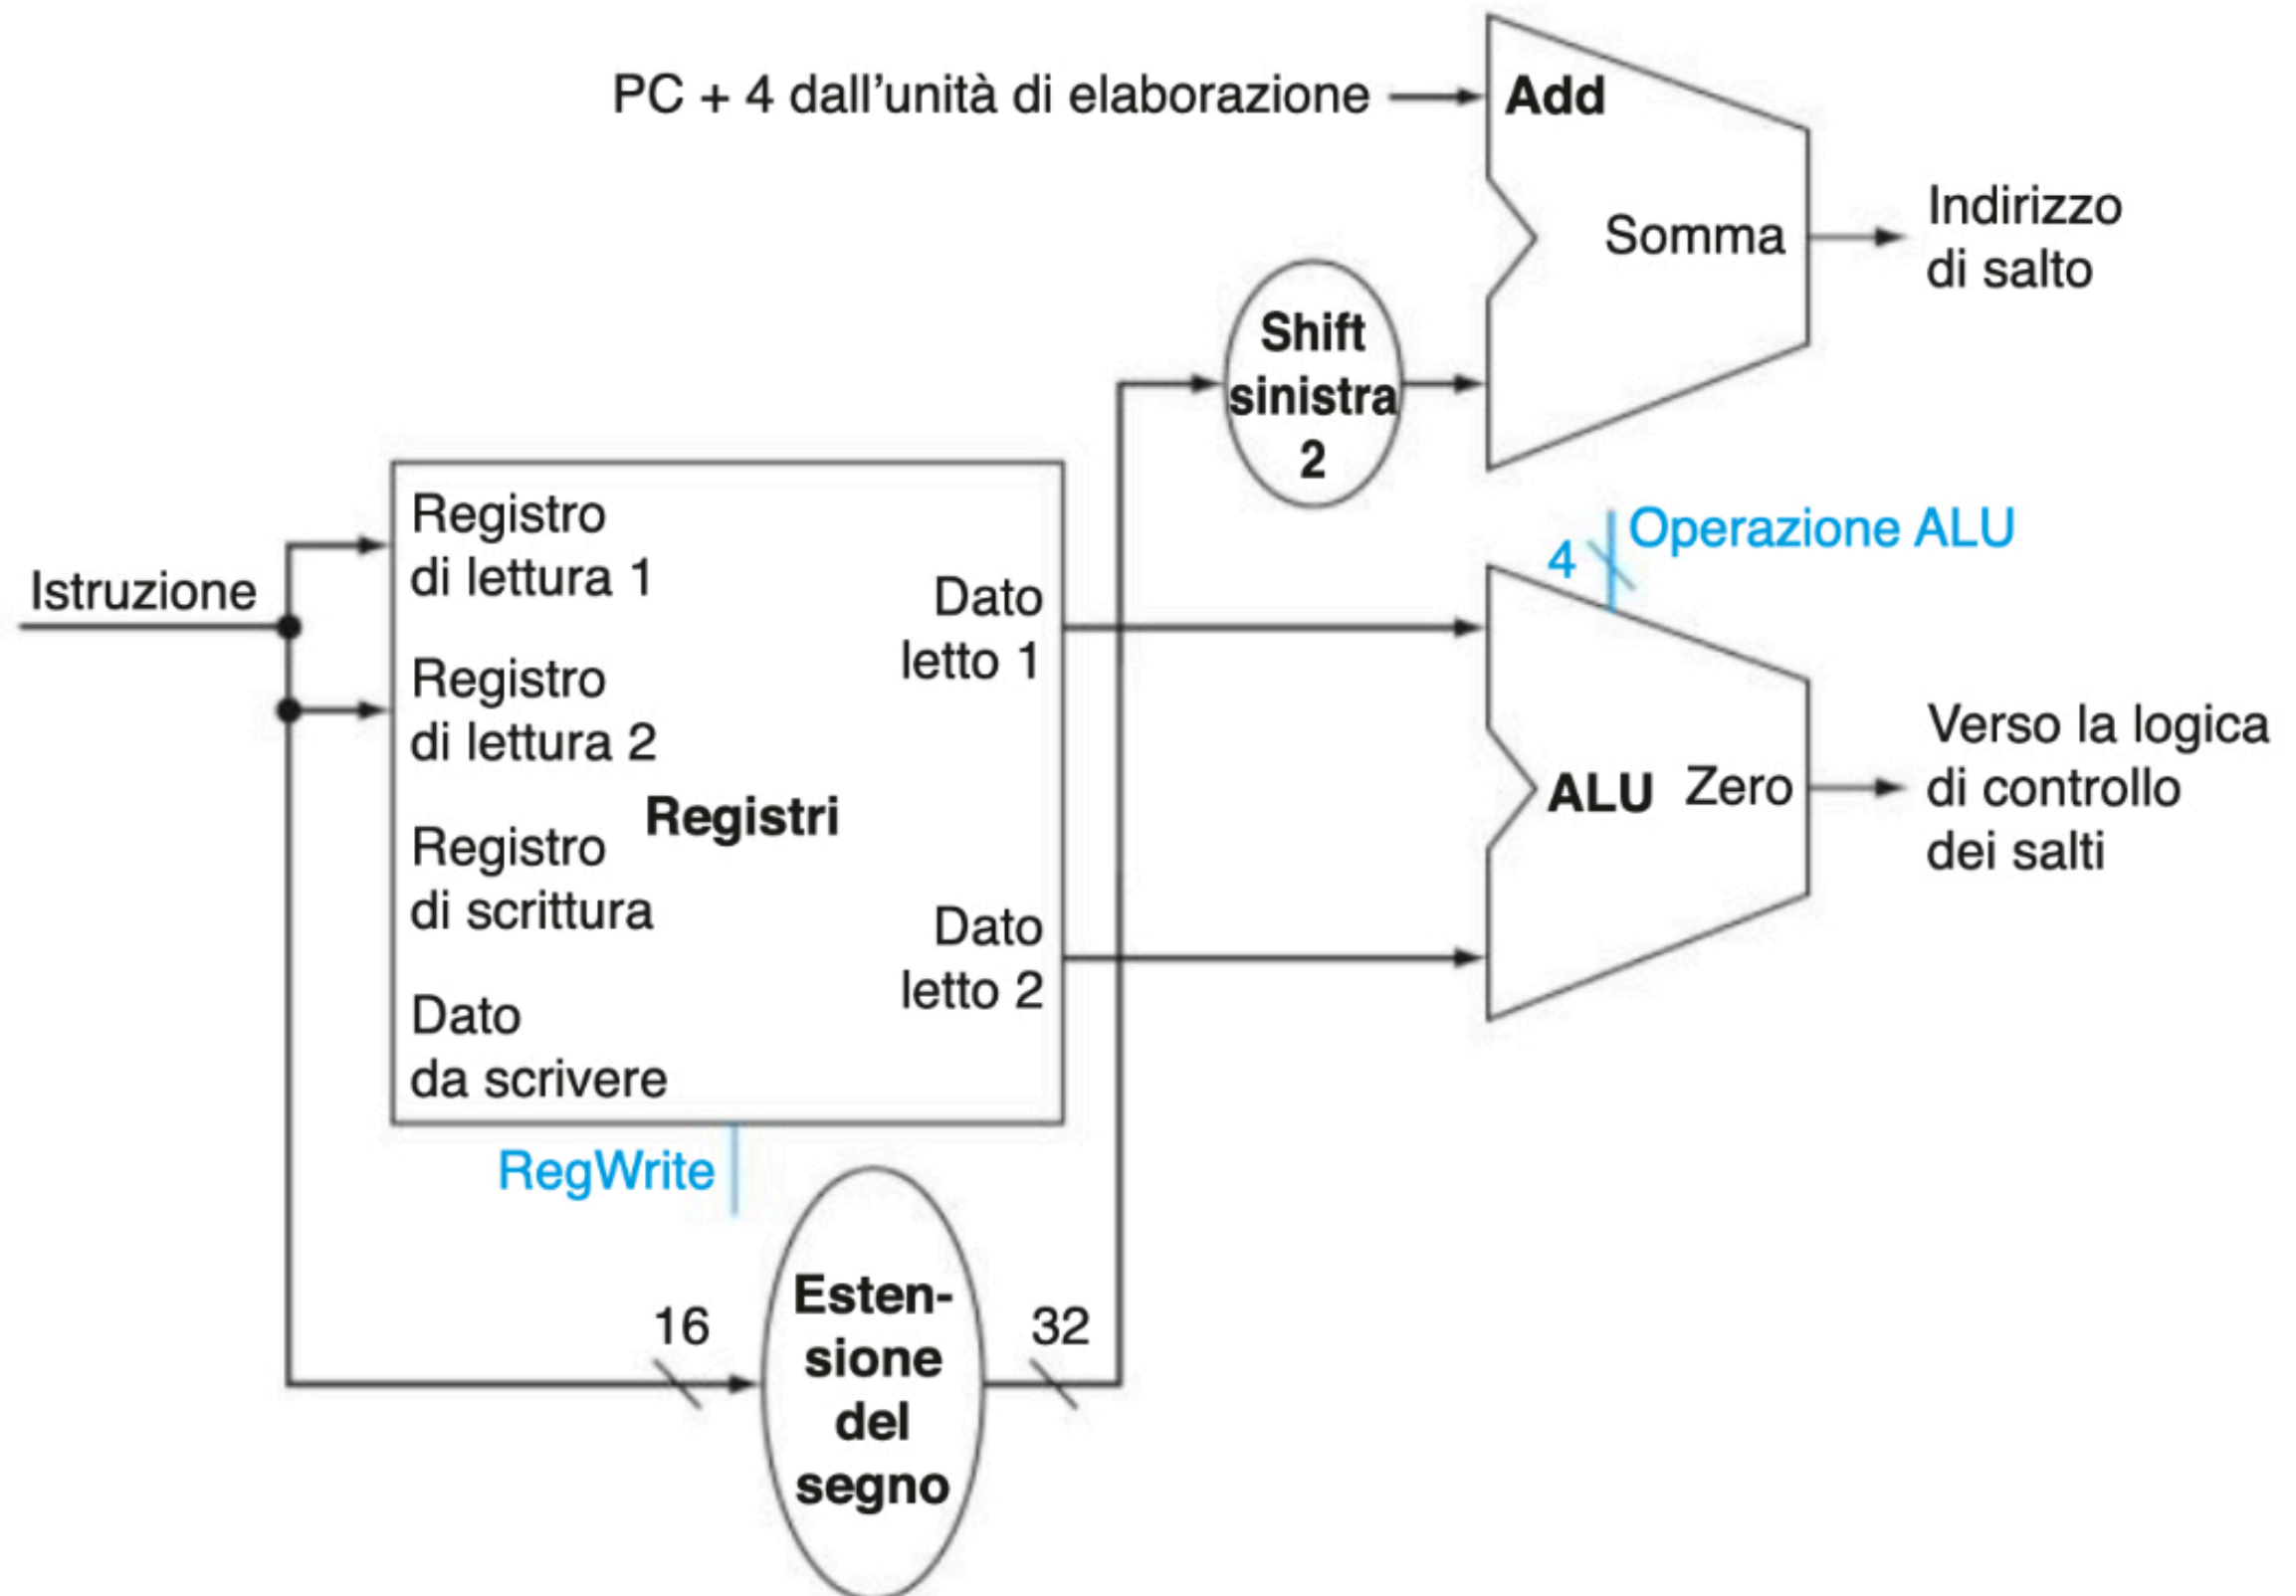 PC + 4 dall'unità di elaborazione
Add
Somma
Indirizzo
di salto
Shift
sinistra
2
4
Operazione ALU
Istruzione
Registro
di lettura 1
Registro
di lettura 2
Registri
Registro
di scrittura
Dato
da scrivere
Dato
letto 1
Dato
letto 2
ALU
Zero
Verso la logica
di controllo
dei salti
RegWrite
16
Esten-
sione
del
segno
32